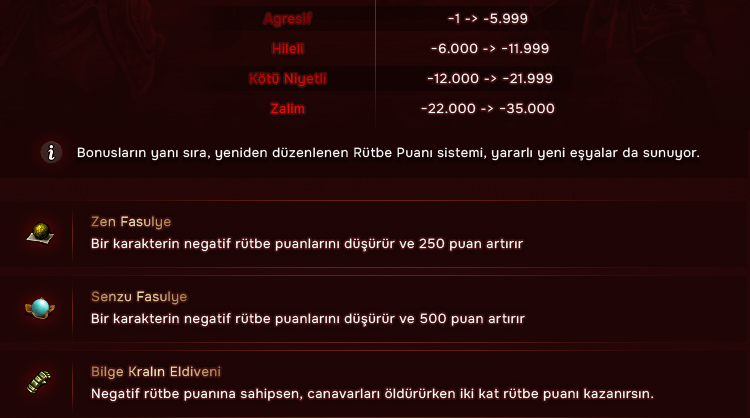 Agresif -1 -> -5.999
Hileli -6.000 -> -11.999
Kötü Niyetli -12.000 -> -21.999
Zalim -22.000 -> -35.000
Bonusların yanı sıra, yeniden düzenlenen Rütbe Puanı sistemi, yararlı yeni eşyalar da sunuyor.
Zen Fasulye
Bir karakterin negatif rütbe puanlarını düşürür ve 250 puan artırır
Senzu Fasulye
Bir karakterin negatif rütbe puanlarını düşürür ve 500 puan artırır
Bilge Kralın Eldiveni
Negatif rütbe puanına sahipsen, canavarları öldürürken iki kat rütbe puanı kazanırsın.